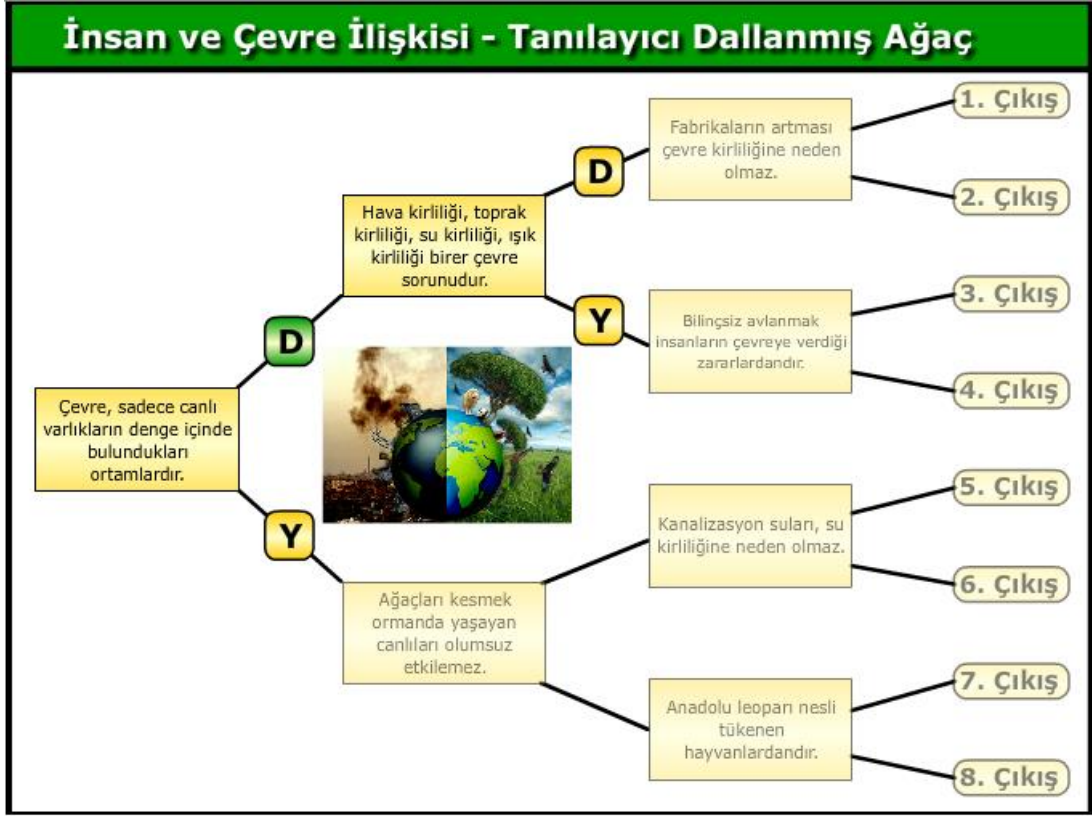 İnsan ve Çevre İlişkisi - Tanılayıcı Dallanmış Ağaç
Çevre, sadece canlı
varlıkların denge içinde
bulundukları
ortamlardır.
D
Y
Hava kirliliği, toprak
kirliliği, su kirliliği, ışık
kirliliği birer çevre
sorunudur.
D
Y
Ağaçları kesmek
ormanda yaşayan
canlıları olumsuz
etkilemez.
Fabrikaların artması
çevre kirliliğine neden
olmaz.
Bilinçsiz avlanmak
insanların çevreye verdiği
zararlardandır.
Kanalizasyon suları, su
kirliliğine neden olmaz.
Anadolu leoparı nesli
tükenen
hayvanlardandır.
1. Çıkış
2. Çıkış
3. Çıkış
4. Çıkış
5. Çıkış
6. Çıkış
7. Çıkış
8. Çıkış